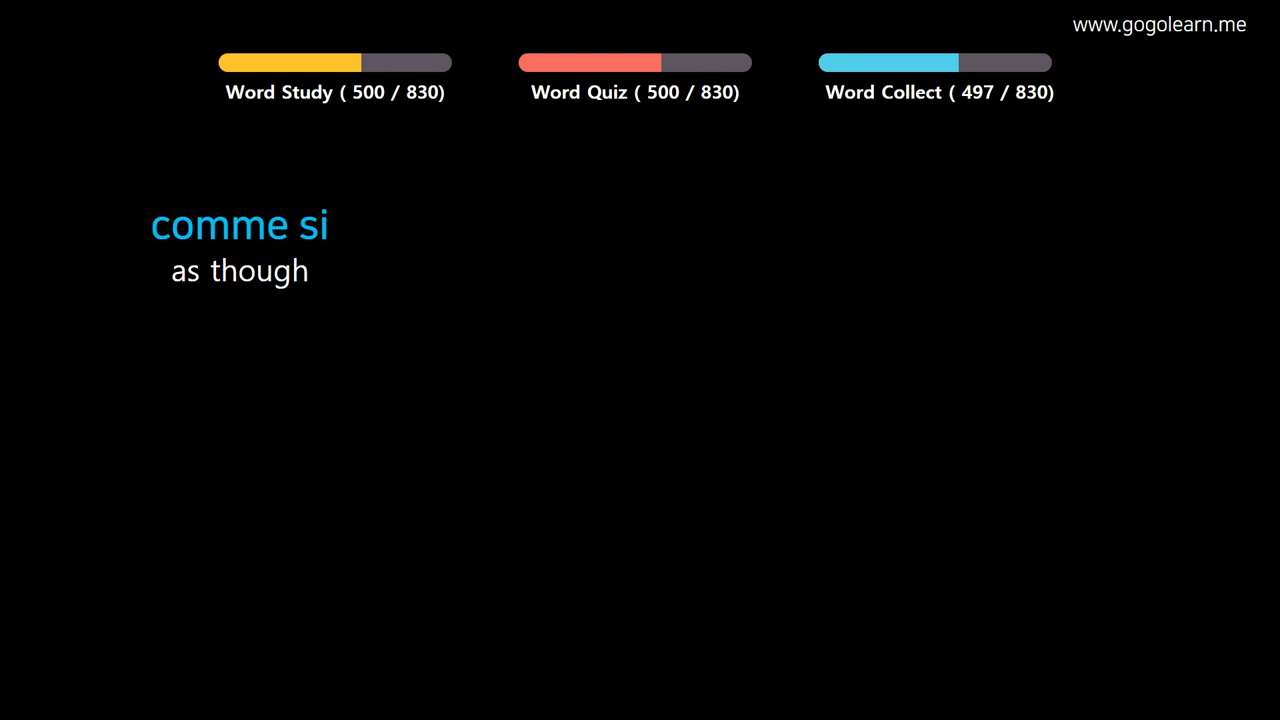 www.gogolearn.me
Word Study ( 500 / 830)
Word Quiz ( 500 / 830)
Word Collect ( 497 / 830)
comme si
as though